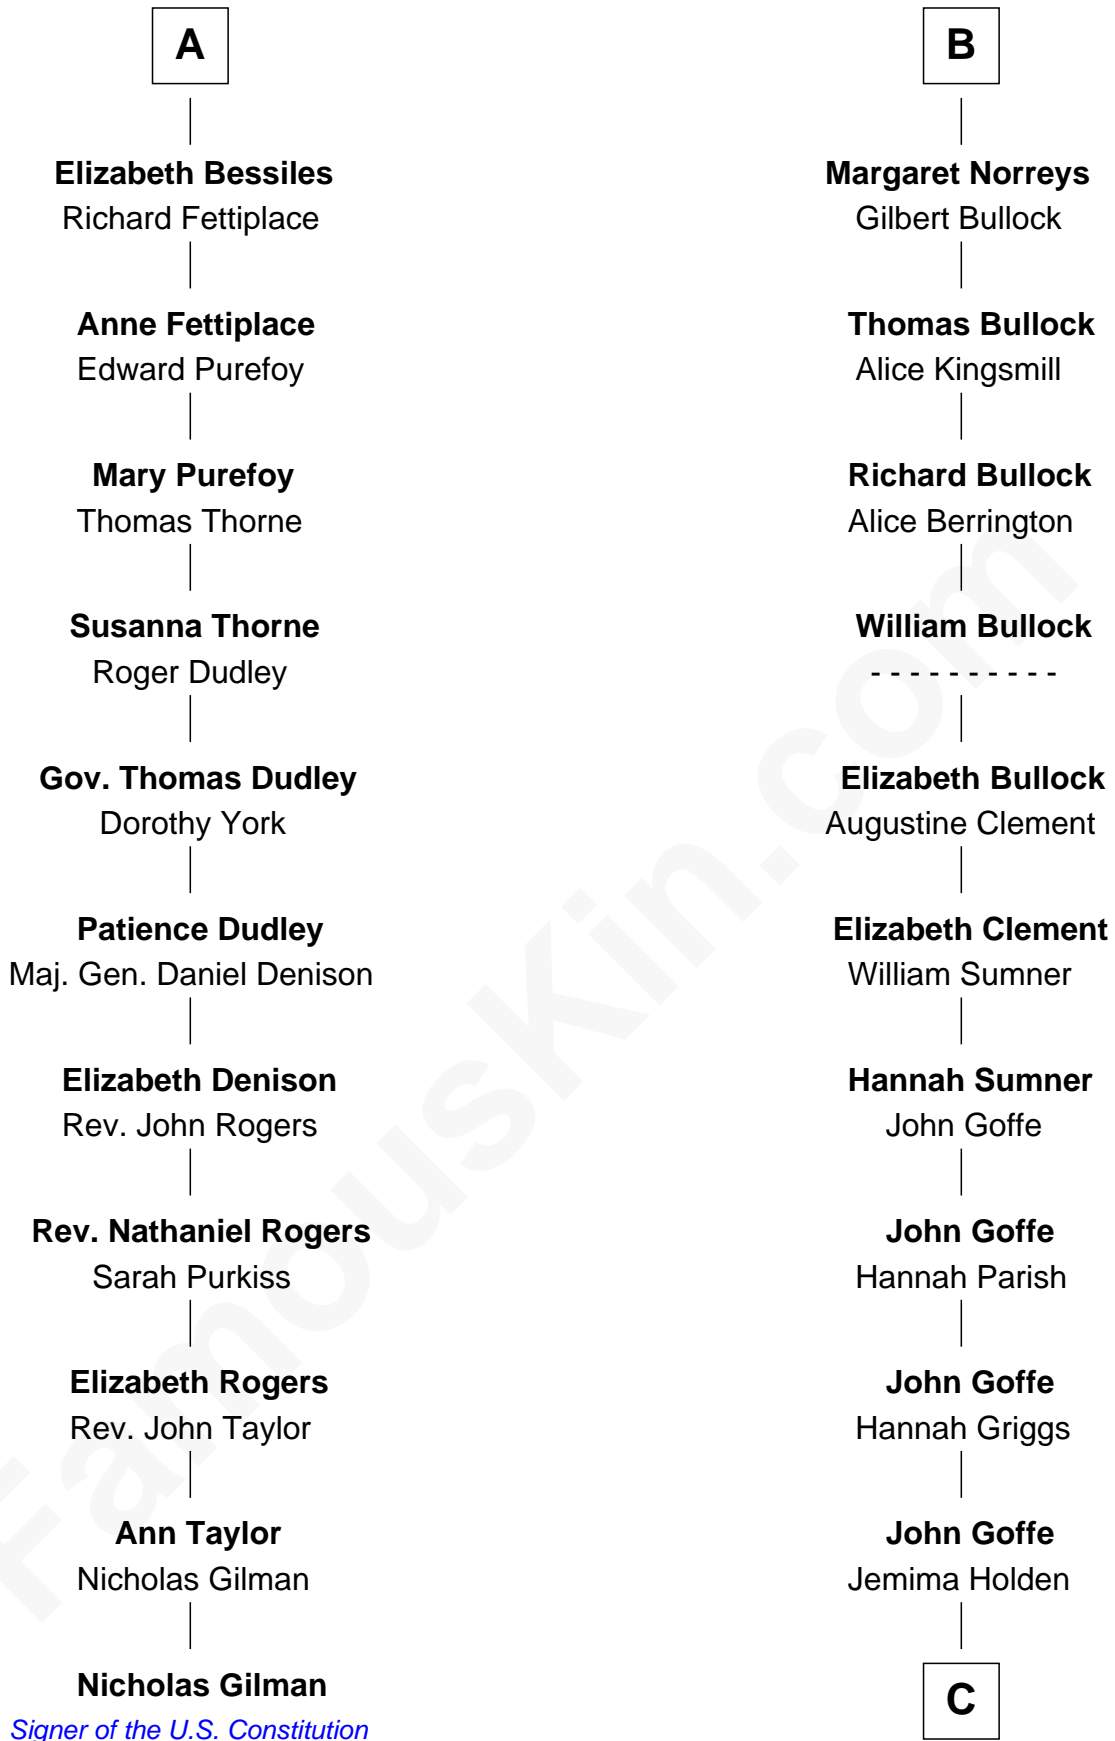 A
Elizabeth Bessiles
Richard Fettiplace
Anne Fettiplace
Edward Purefoy
Mary Purefoy
Thomas Thorne
Susanna Thorne
Roger Dudley
Gov. Thomas Dudley
Dorothy York
Patience Dudley
Maj. Gen. Daniel Denison
Elizabeth Denison
Rev. John Rogers
Rev. Nathaniel Rogers
Sarah Purkiss
Elizabeth Rogers
Rev. John Taylor
Ann Taylor
Nicholas Gilman
Nicholas Gilman
Signer of the U.S. Constitution
B
Margaret Norreys
Gilbert Bullock
Thomas Bullock
Alice Kingsmill
Richard Bullock
Alice Berrington
William Bullock
- - - - - - - - - -
Elizabeth Bullock
Augustine Clement
Elizabeth Clement
William Sumner
Hannah Sumner
John Goffe
John Goffe
Hannah Parish
John Goffe
Hannah Griggs
John Goffe
Jemima Holden
C
FamousKin.com